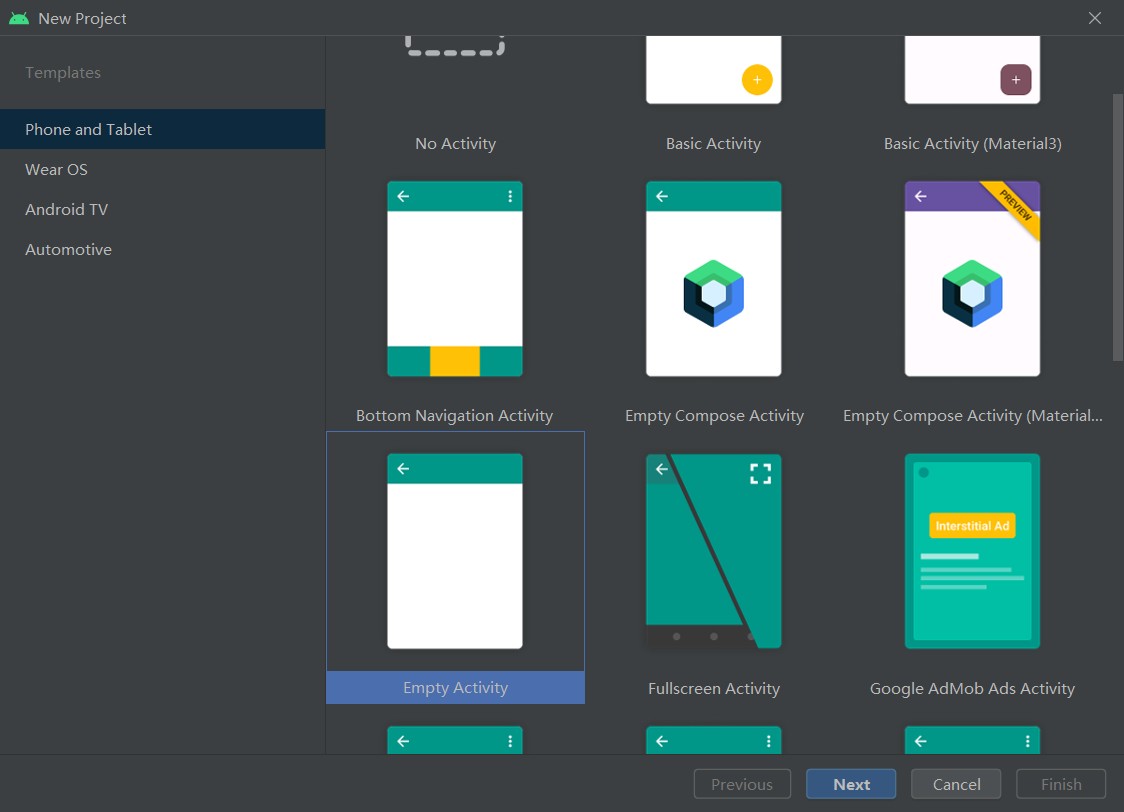 New Project
Templates
Phone and Tablet
Wear OS
Android TV
Automotive
No Activity
Basic Activity
Basic Activity (Material3)
PREVIEW
Bottom Navigation Activity
Empty Compose Activity
Empty Compose Activity (Material...
Interstitial Ad
Empty Activity
Fullscreen Activity
Google AdMob Ads Activity
Previous
Next
Cancel
Finish